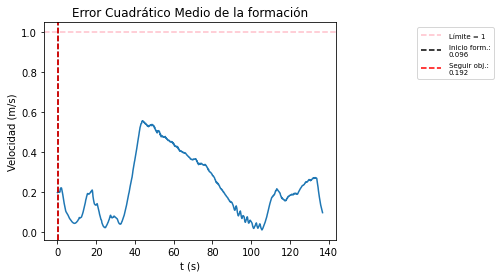 Error Cuadrático Medio de la formación
Límite = 1
Inicio form.:
0.096
Seguir obj.:
0.192
Velocidad (m/s)
1.0
0.8
0.6
0.4
0.2
0.0
0 20 40 60 80 100 120 140
t (s)